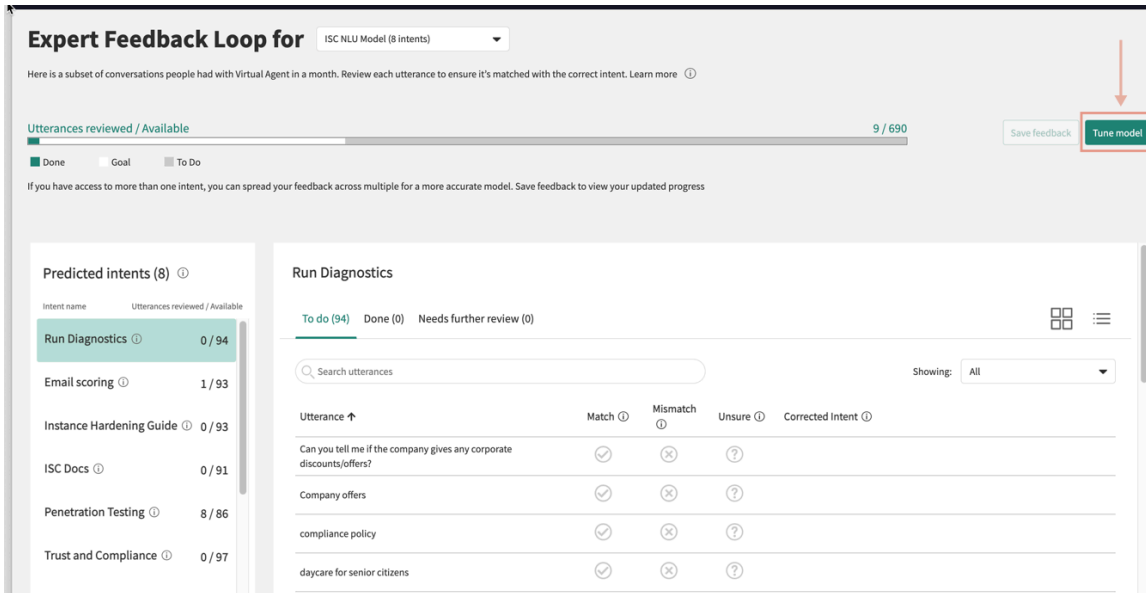 Expert Feedback Loop for
ISC NLU Model (8 intents)
Here is a subset of conversations people had with Virtual Agent in a month. Review each utterance to ensure it's matched with the correct intent. Learn more
Utterances reviewed / Available
9 / 690
Save feedback
Tune model
Done
Goal
To Do
If you have access to more than one intent, you can spread your feedback across multiple for a more accurate model. Save feedback to view your updated progress
Predicted intents (8)
Intent name
Utterances reviewed / Available
Run Diagnostics
0 / 94
Email scoring
1 / 93
Instance Hardening Guide
0 / 93
ISC Docs
0 / 91
Penetration Testing
8 / 86
Trust and Compliance
0 / 97
Run Diagnostics
To do (94)
Done (0)
Needs further review (0)
Search utterances
Showing:
All
Utterance
Match
Mismatch
Unsure
Corrected Intent
Can you tell me if the company gives any corporate
discounts/offers?
Company offers
compliance policy
daycare for senior citizens